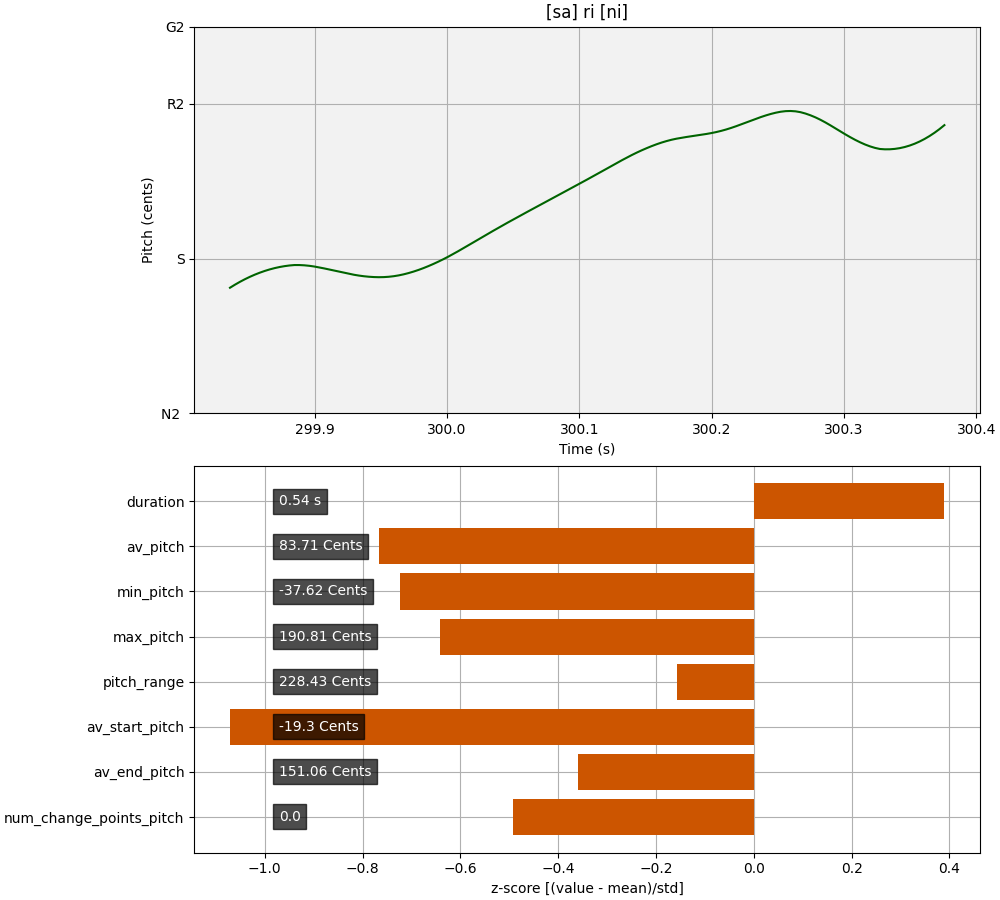 [sa] ri [ni]
G2
R2
S
N2
Pitch (cents)
299.9 300.0 300.1 300.2 300.3 300.4
Time (s)
duration 0.54 s
av_pitch 83.71 Cents
min_pitch -37.62 Cents
max_pitch 190.81 Cents
pitch_range 228.43 Cents
av_start_pitch -19.3 Cents
av_end_pitch 151.06 Cents
num_change_points_pitch 0.0
−1.0 −0.8 −0.6 −0.4 −0.2 0.0 0.2 0.4
z-score [(value - mean)/std]